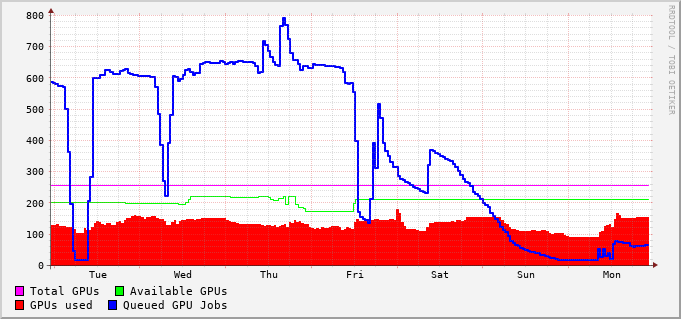 800
700
600
500
400
300
200
100
0
Tue Wed Thu Fri Sat Sun Mon
Total GPUs Available GPUs
GPUs used Queued GPU Jobs
RRDTOOL / TOBI OETIKER